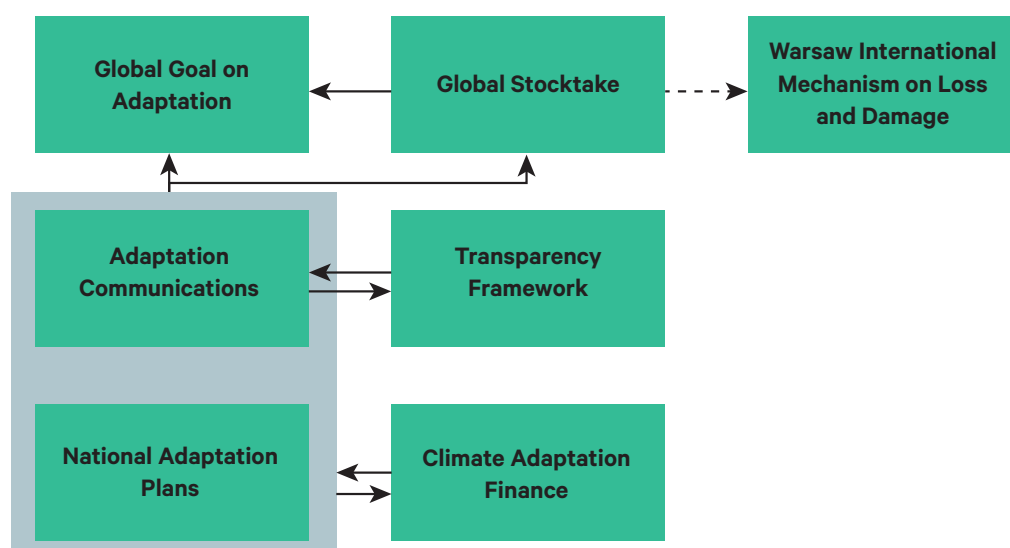 Global Goal on
Adaptation
Global Stocktake
Warsaw International
Mechanism on Loss
and Damage
Adaptation
Communications
Transparency
Framework
National Adaptation
Plans
Climate Adaptation
Finance